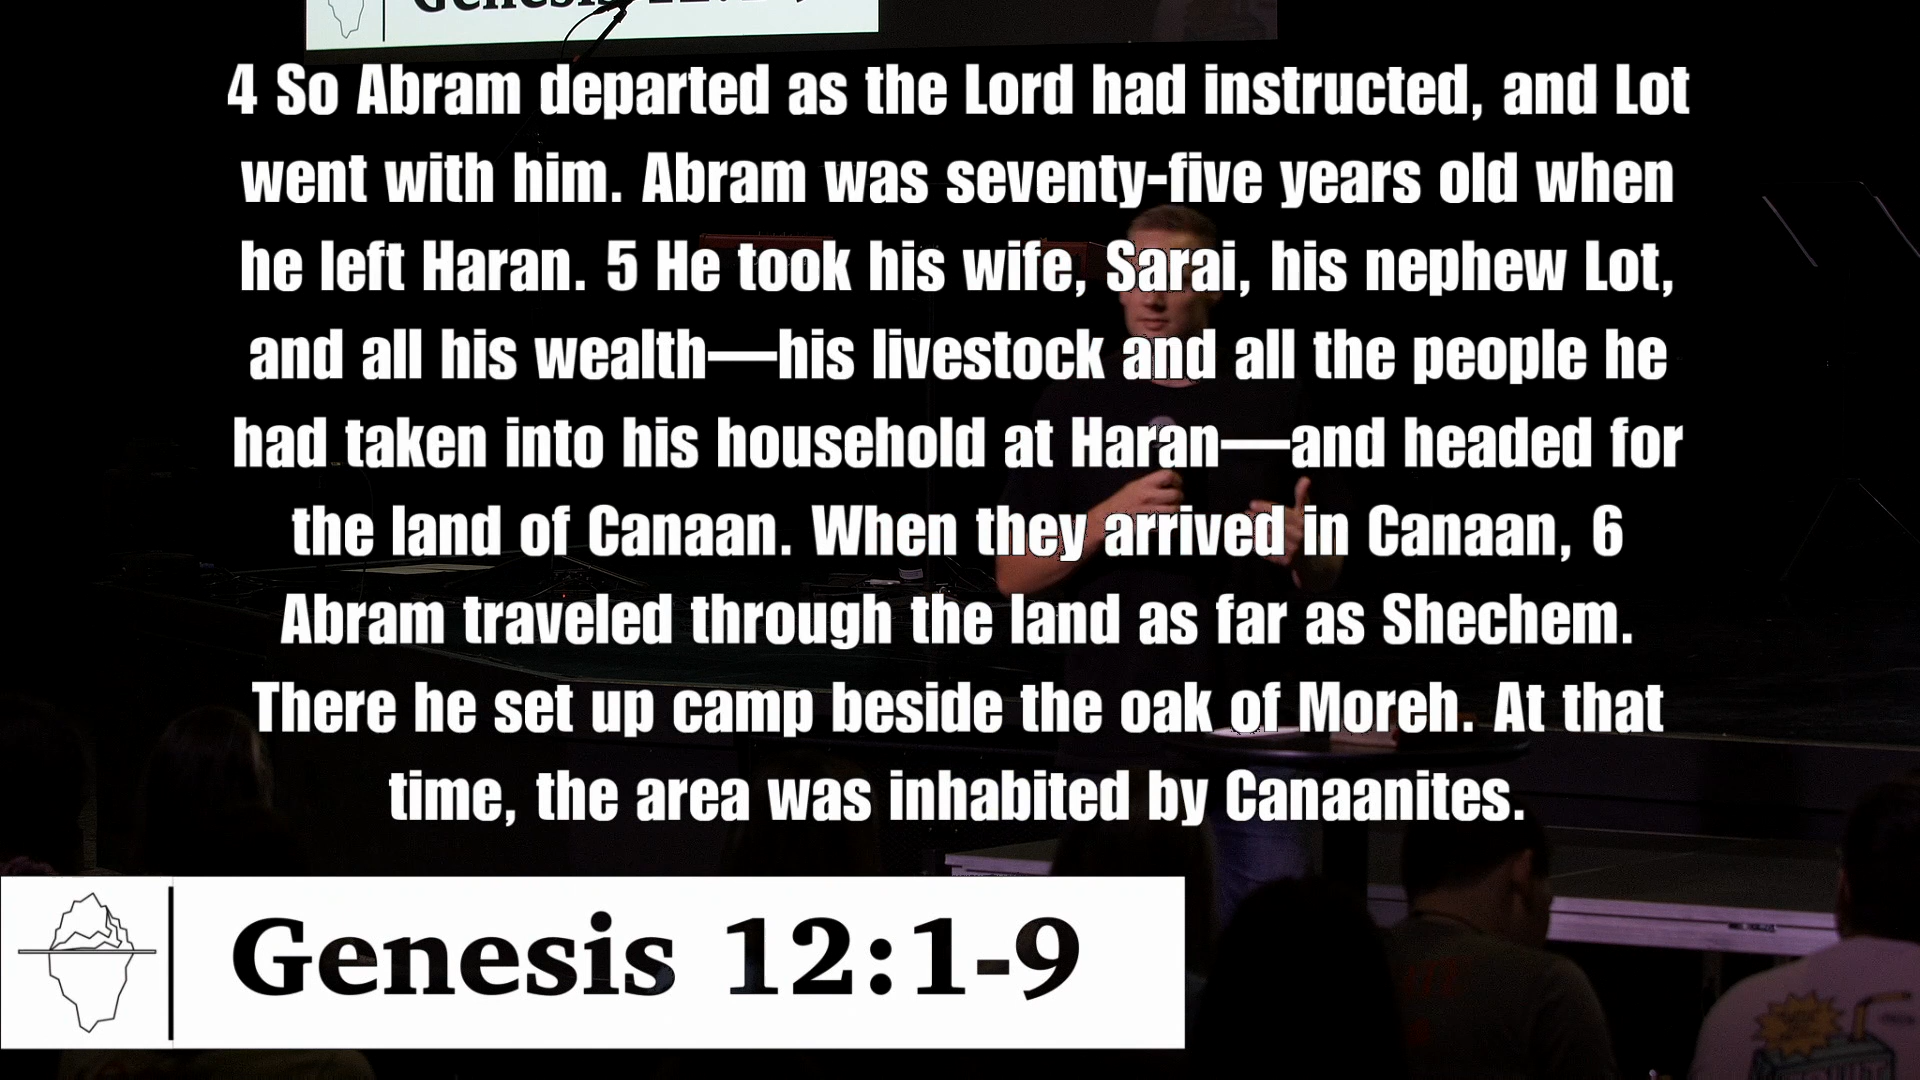 Genesis
4 So Abram departed as the Lord had instructed, and Lot
went with him. Abram was seventy-five years old when
he left Haran. 5 He took his wife, Sarai, his nephew Lot,
and all his wealth—his livestock and all the people he
had taken into his household at Haran—and headed for
the land of Canaan. When they arrived in Canaan, 6
Abram traveled through the land as far as Shechem.
There he set up camp beside the oak of Moreh. At that
time, the area was inhabited by Canaanites.
Genesis 12:1-9